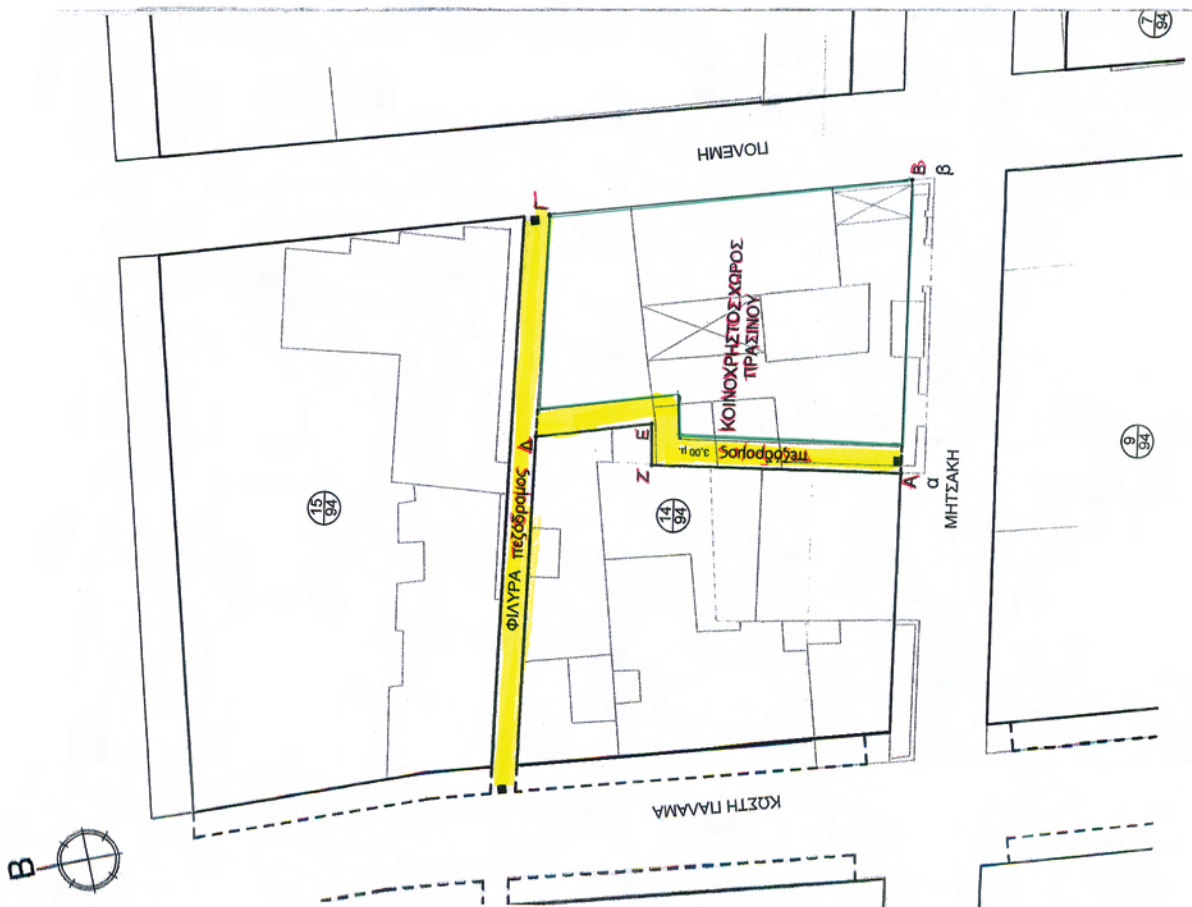 7
94
ΠΟΛΕΜΗ
Γ
Β
β
ΚΟΙΝΟΧΡΗΣΤΟΣ ΧΩΡΟΣ
ΠΡΑΣΙΝΟΥ
Δ
Ε
Ζ
3,00 μ.
πεζόδρομος
Α
α
ΜΗΤΣΑΚΗ
9
94
15
94
14
94
ΦΙΛΥΡΑ πεζόδρομος
ΚΩΣΤΗ ΠΑΛΑΜΑ
Β